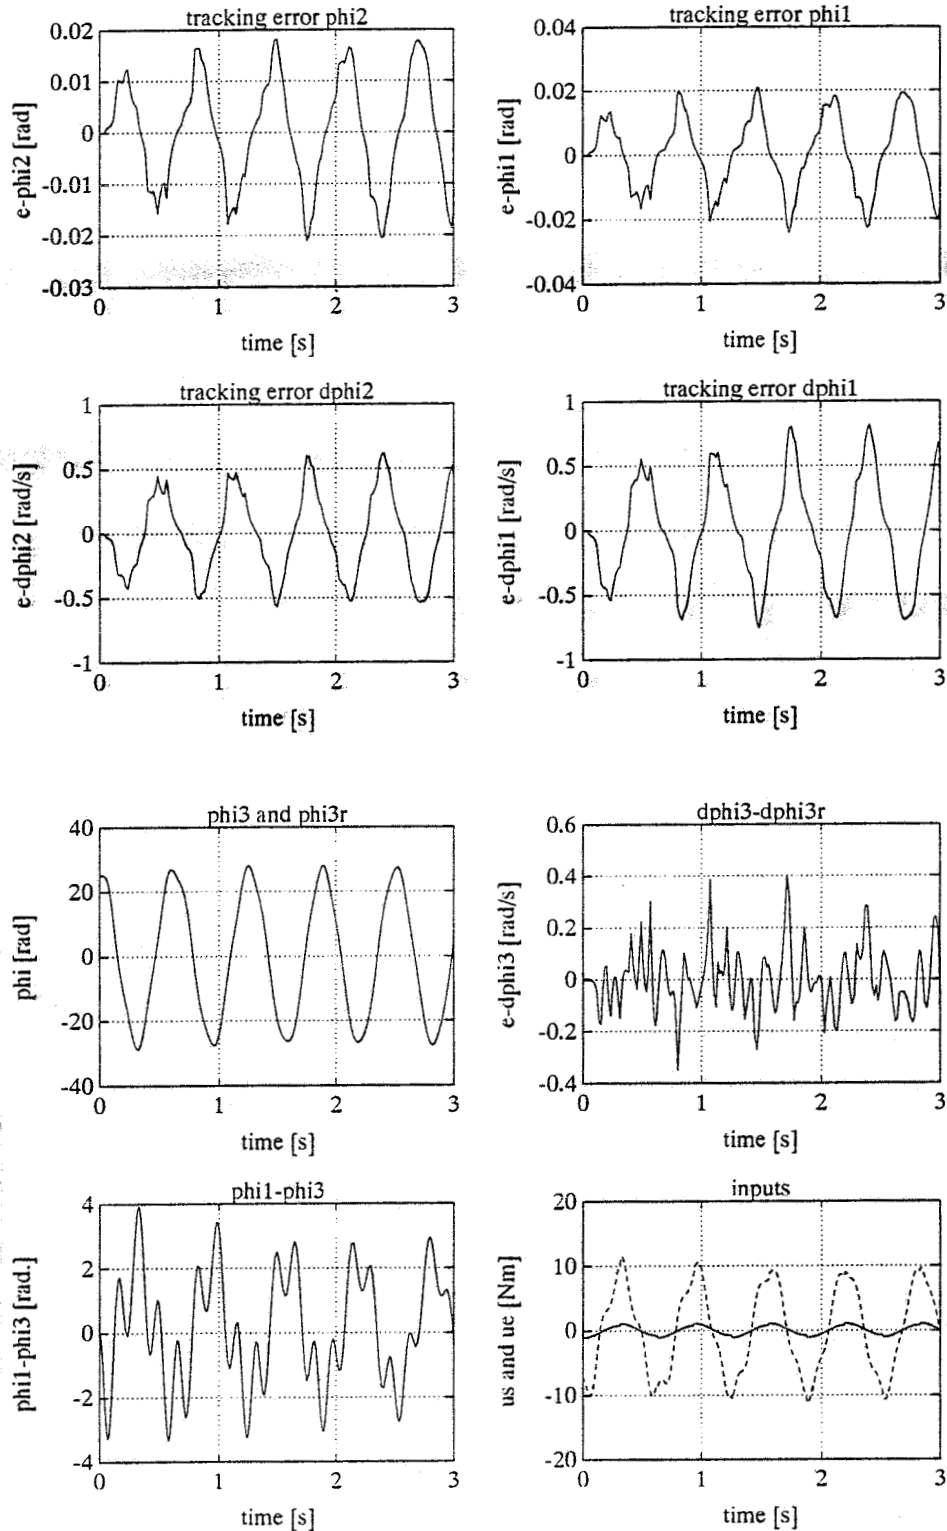 tracking error phi2
0.02
0.01
0
-0.01
-0.02
-0.03
e-phi2 [rad]
0 1 2 3
time [s]
tracking error phi1
0.04
0.02
0
-0.02
-0.04
e-phi1 [rad]
0 1 2 3
time [s]
tracking error dphi2
1
0.5
0
-0.5
-1
e-dphi2 [rad/s]
0 1 2 3
time [s]
tracking error dphi1
1
0.5
0
-0.5
-1
e-dphi1 [rad/s]
0 1 2 3
time [s]
phi3 and phi3r
40
20
0
-20
-40
phi [rad]
0 1 2 3
time [s]
dphi3-dphi3r
0.6
0.4
0.2
0
-0.2
-0.4
e-dphi3 [rad/s]
0 1 2 3
time [s]
phi1-phi3
4
2
0
-2
-4
phi1-phi3 [rad.]
0 1 2 3
time [s]
inputs
20
10
0
-10
-20
us and ue [Nm]
0 1 2 3
time [s]